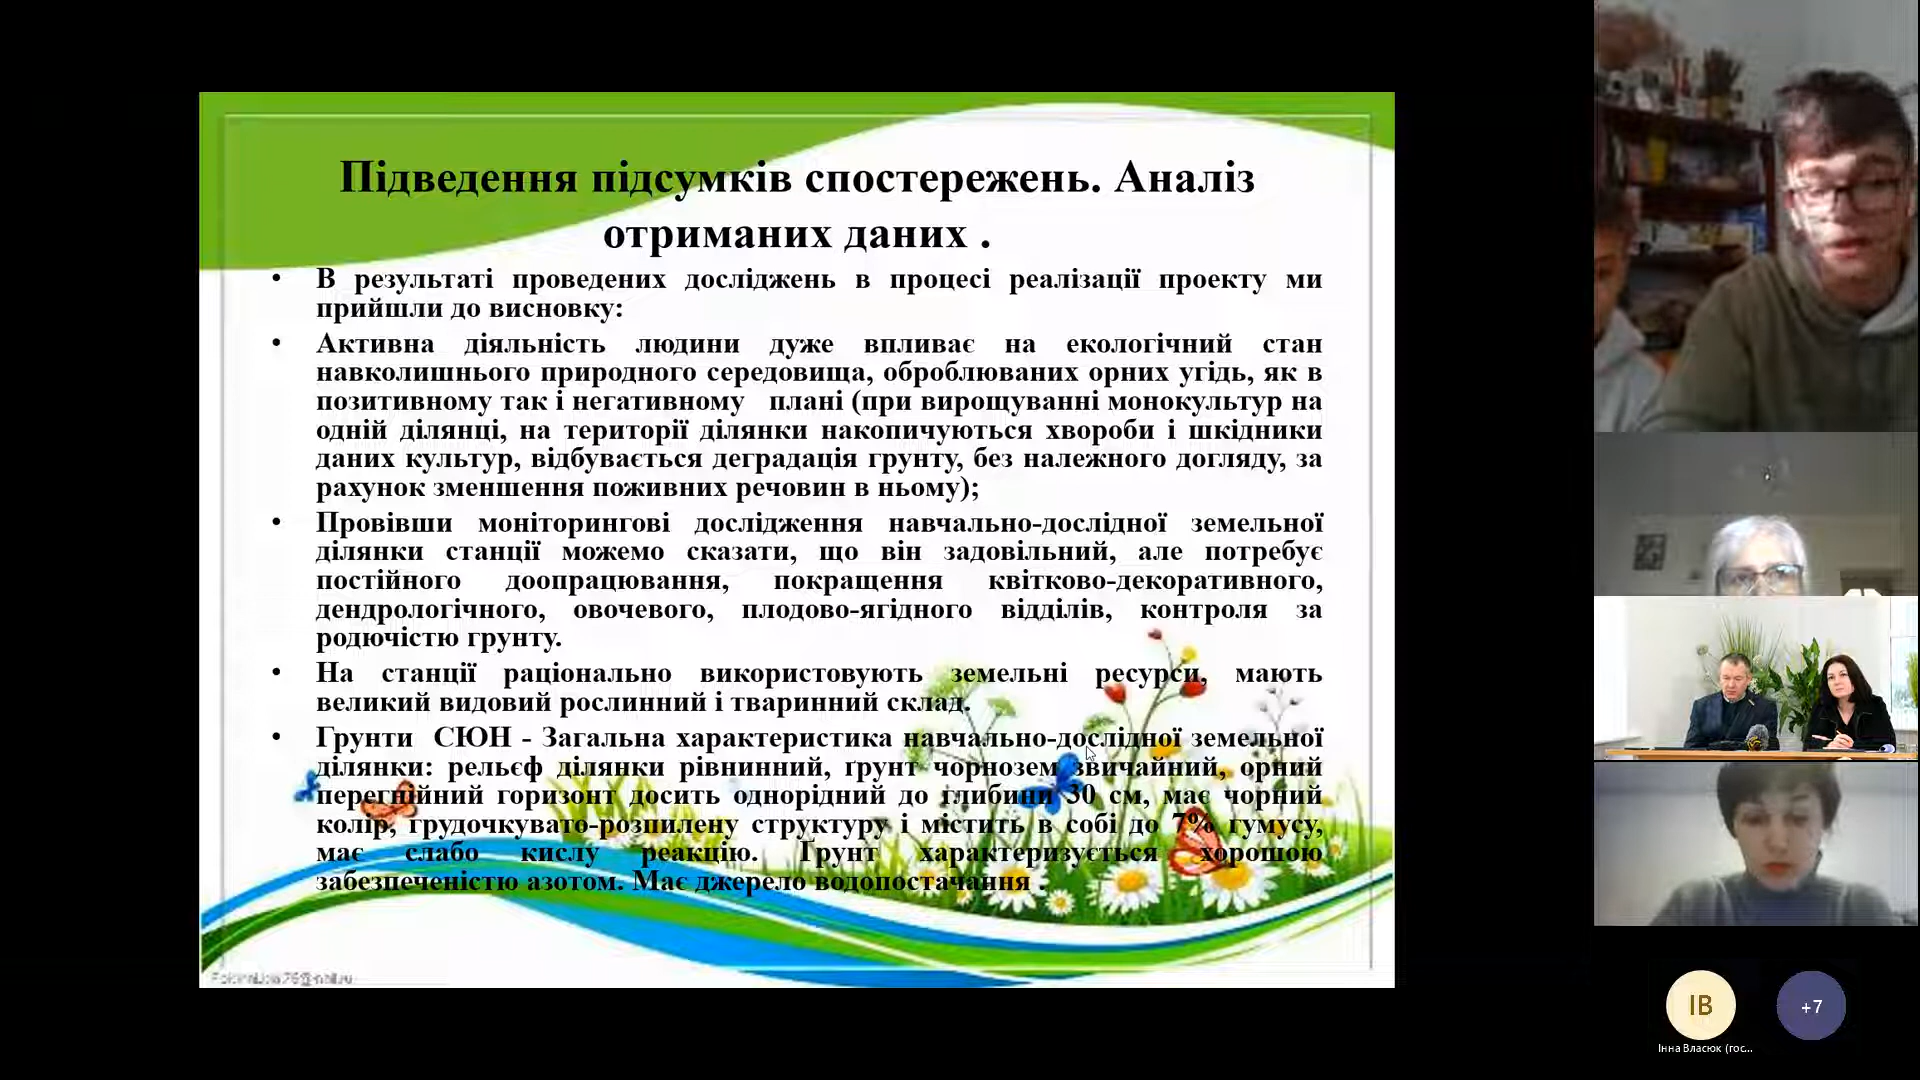 Підведення підсумків спостережень. Аналіз
отриманих даних .
• В результаті проведених досліджень в процесі реалізації проекту ми
прийшли до висновку:
• Активна діяльність людини дуже впливає на екологічний стан
навколишнього природного середовища, оброблюваних орних угідь, як в
позитивному так і негативному плані (при вирощуванні монокультур на
одній ділянці, на території ділянки накопичуються хвороби і шкідники
даних культур, відбувається деградація грунту, без належного догляду, за
рахунок зменшення поживних речовин в ньому);
• Провівши моніторингові дослідження навчально-дослідної земельної
ділянки станції можемо сказати, що він задовільний, але потребує
постійного доопрацювання, покращення квітково-декоративного,
дендрологічного, овочевого, плодово-ягідного відділів, контроля за
родючістю грунту.
• На станції раціонально використовують земельні ресурси, мають
великий видовий рослинний і тваринний склад.
• Грунти СЮН - Загальна характеристика навчально-дослідної земельної
ділянки: рельєф ділянки рівнинний, ґрунт чорнозем звичайний, орний
перегнійний горизонт досить однорідний до глибини 30 см, має чорний
колір, грудочкувато-розпилену структуру і містить в собі до 7% гумусу,
має слабо кислу реакцію. Ґрунт характеризується хорошою
забезпеченістю азотом. Має джерело водопостачання .
ІВ
+7
Інна Власюк (гос...